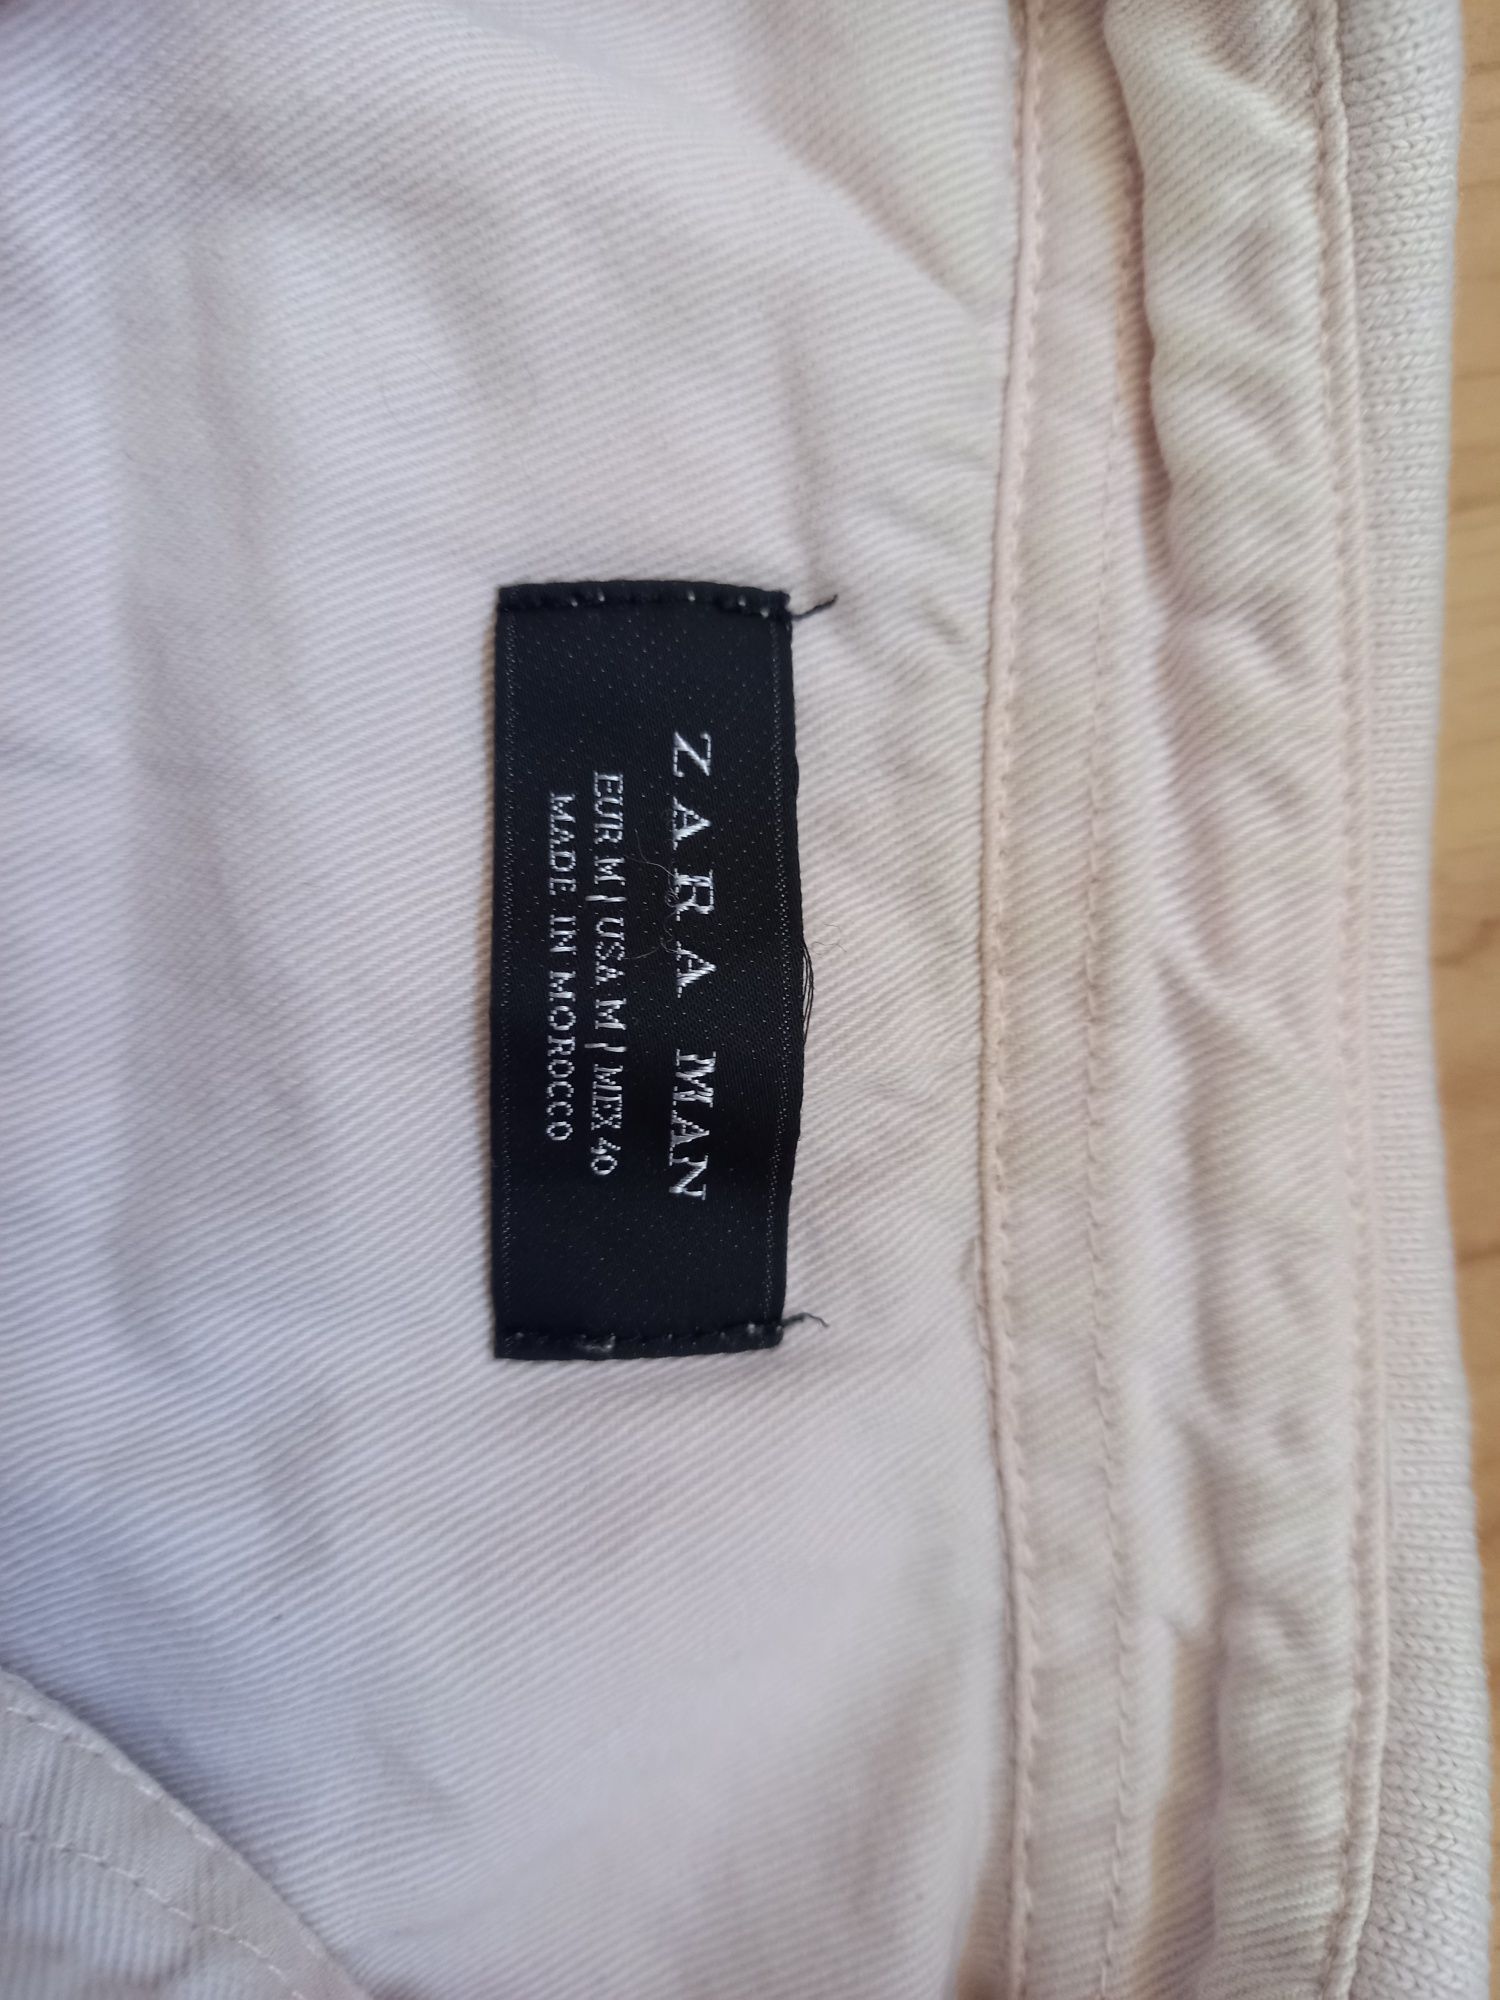 ZARA MAN
EUR M | USA M | MEX 40
MADE IN MOROCCO